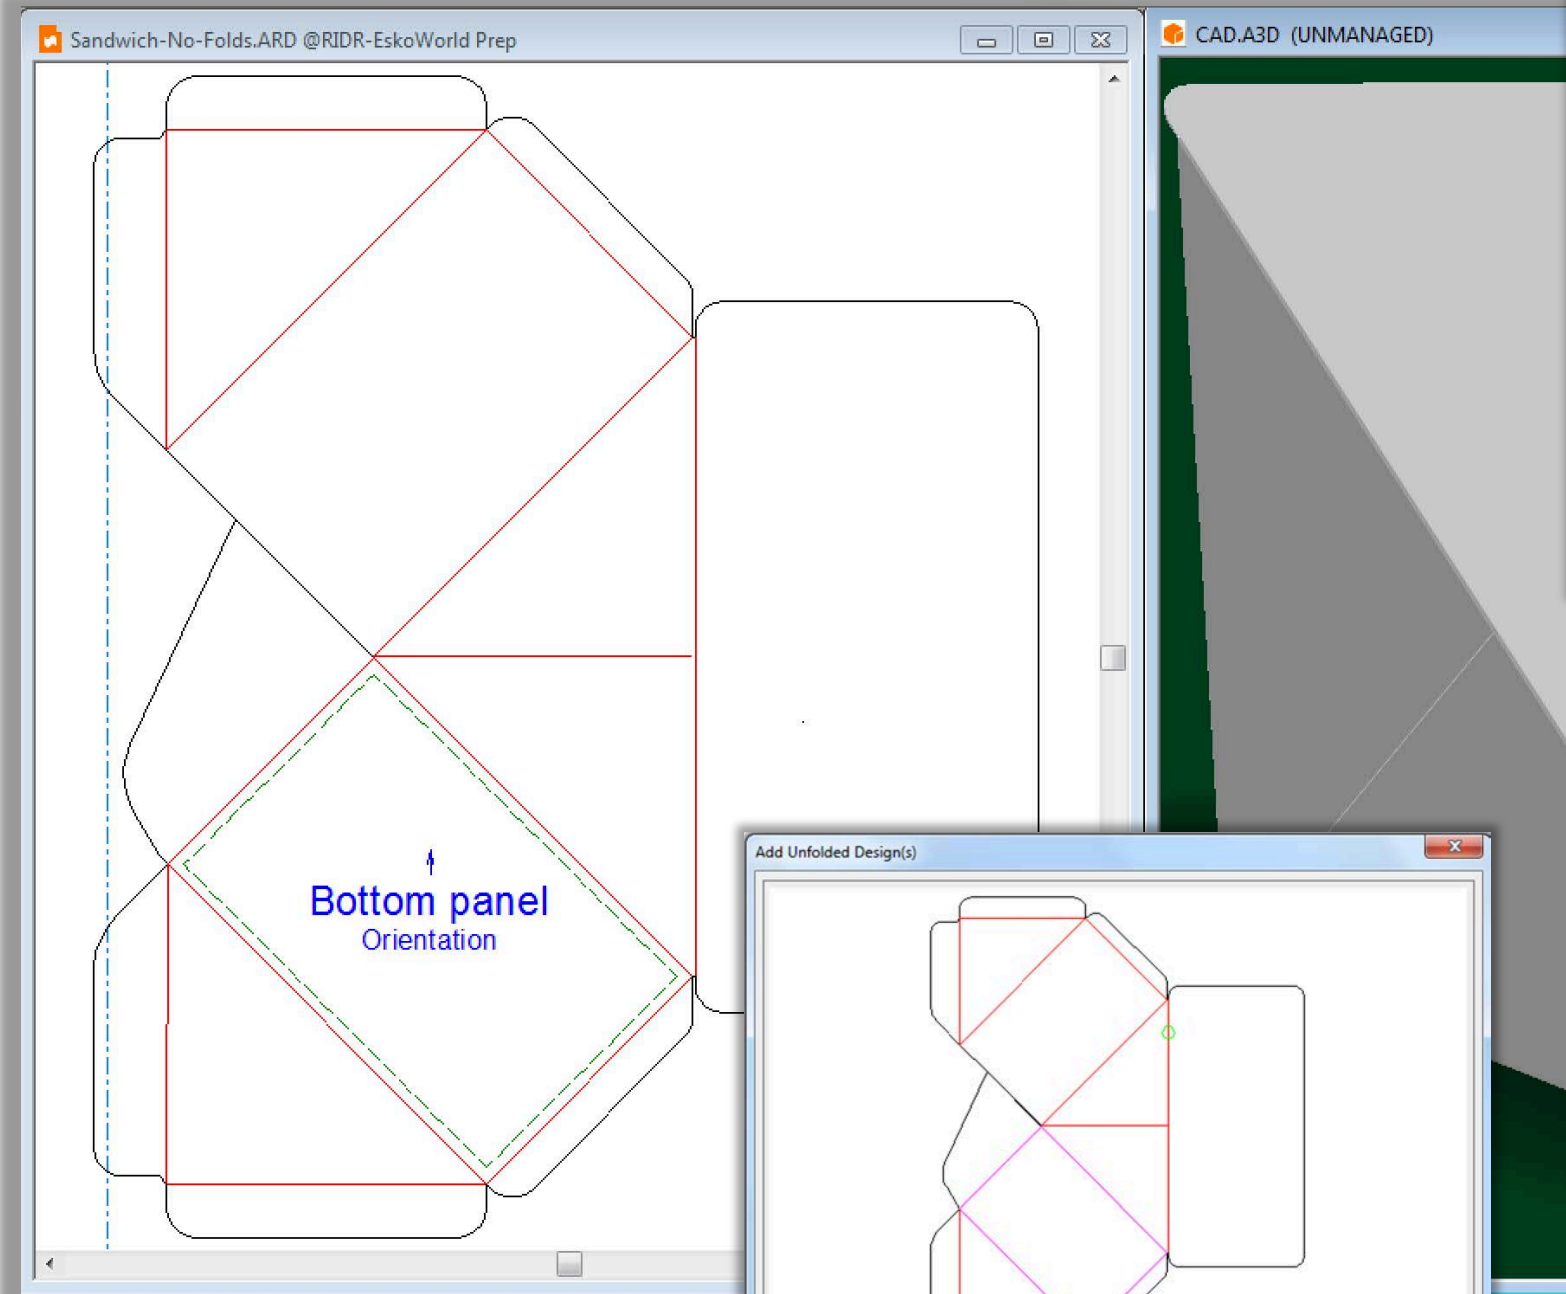 Sandwich-No-Folds.ARD @RIDR-EskoWorld Prep
CAD.A3D (UNMANAGED)
Bottom panel
Orientation
Add Unfolded Design(s)